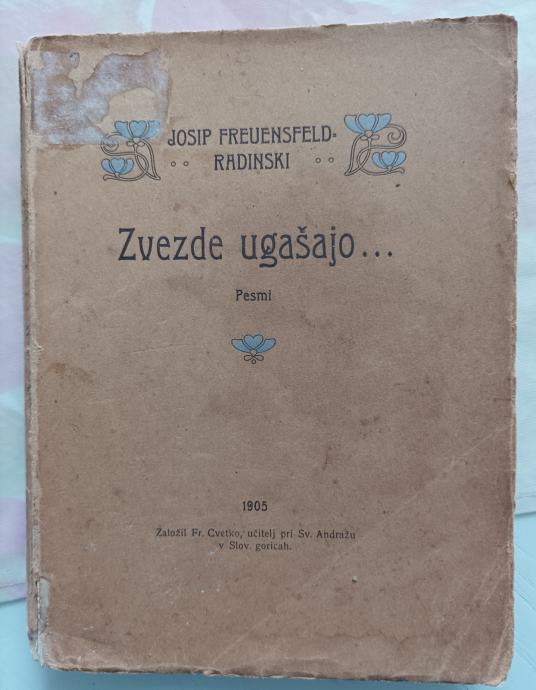 JOSIP FREUENSFELD-
RADINSKI
Zvezde ugašajo...
Pesmi
1905
Založil Fr. Cvetko, učitelj pri Sv. Andražu
v Slov. goricah.